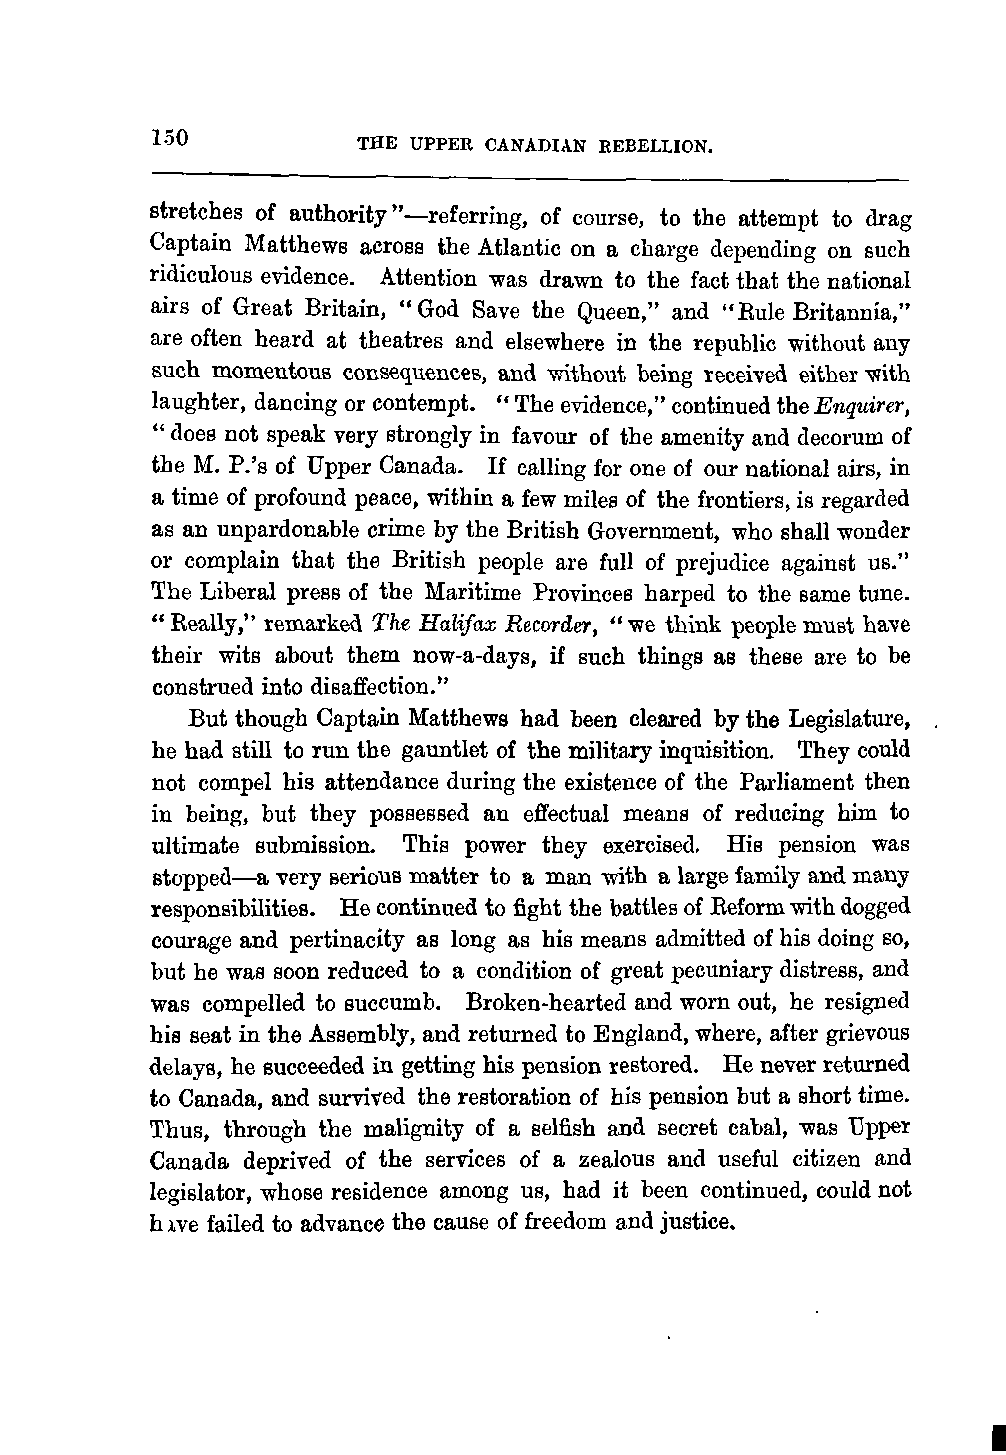 150
THE UPPER CANADIAN REBELLION.
stretches of authority”—referring, of course, to the attempt to drag
Captain Matthews across the Atlantic on a charge depending on such
ridiculous evidence. Attention was drawn to the fact that the national
airs of Great Britain, “God Save the Queen,” and “Rule Britannia,”
are often heard at theatres and elsewhere in the republic without any
such momentous consequences, and without being received either with
laughter, dancing or contempt. “The evidence,” continued the Enquirer,
“does not speak very strongly in favour of the amenity and decorum of
the M. P.’s of Upper Canada. If calling for one of our national airs, in
a time of profound peace, within a few miles of the frontiers, is regarded
as an unpardonable crime by the British Government, who shall wonder
or complain that the British people are full of prejudice against us.”
The Liberal press of the Maritime Provinces harped to the same tune.
“Really,” remarked The Halifax Recorder, “we think people must have
their wits about them now-a-days, if such things as these are to be
construed into disaffection.”
But though Captain Matthews had been cleared by the Legislature,
he had still to run the gauntlet of the military inquisition. They could
not compel his attendance during the existence of the Parliament then
in being, but they possessed an effectual means of reducing him to
ultimate submission. This power they exercised. His pension was
stopped—a very serious matter to a man with a large family and many
responsibilities. He continued to fight the battles of Reform with dogged
courage and pertinacity as long as his means admitted of his doing so,
but he was soon reduced to a condition of great pecuniary distress, and
was compelled to succumb. Broken-hearted and worn out, he resigned
his seat in the Assembly, and returned to England, where, after grievous
delays, he succeeded in getting his pension restored. He never returned
to Canada, and survived the restoration of his pension but a short time.
Thus, through the malignity of a selfish and secret cabal, was Upper
Canada deprived of the services of a zealous and useful citizen and
legislator, whose residence among us, had it been continued, could not
have failed to advance the cause of freedom and justice.